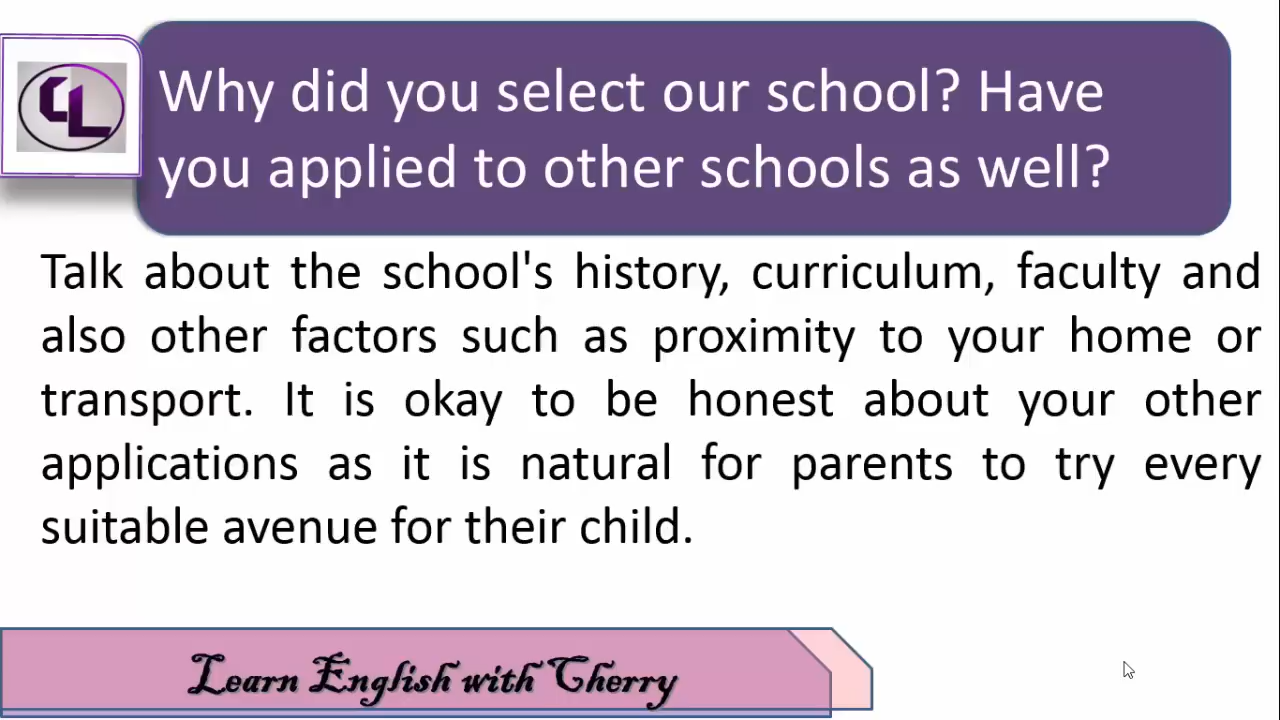 CL
Why did you select our school? Have
you applied to other schools as well?
Talk about the school's history, curriculum, faculty and
also other factors such as proximity to your home or
transport. It is okay to be honest about your other
applications as it is natural for parents to try every
suitable avenue for their child.
Learn English with Cherry